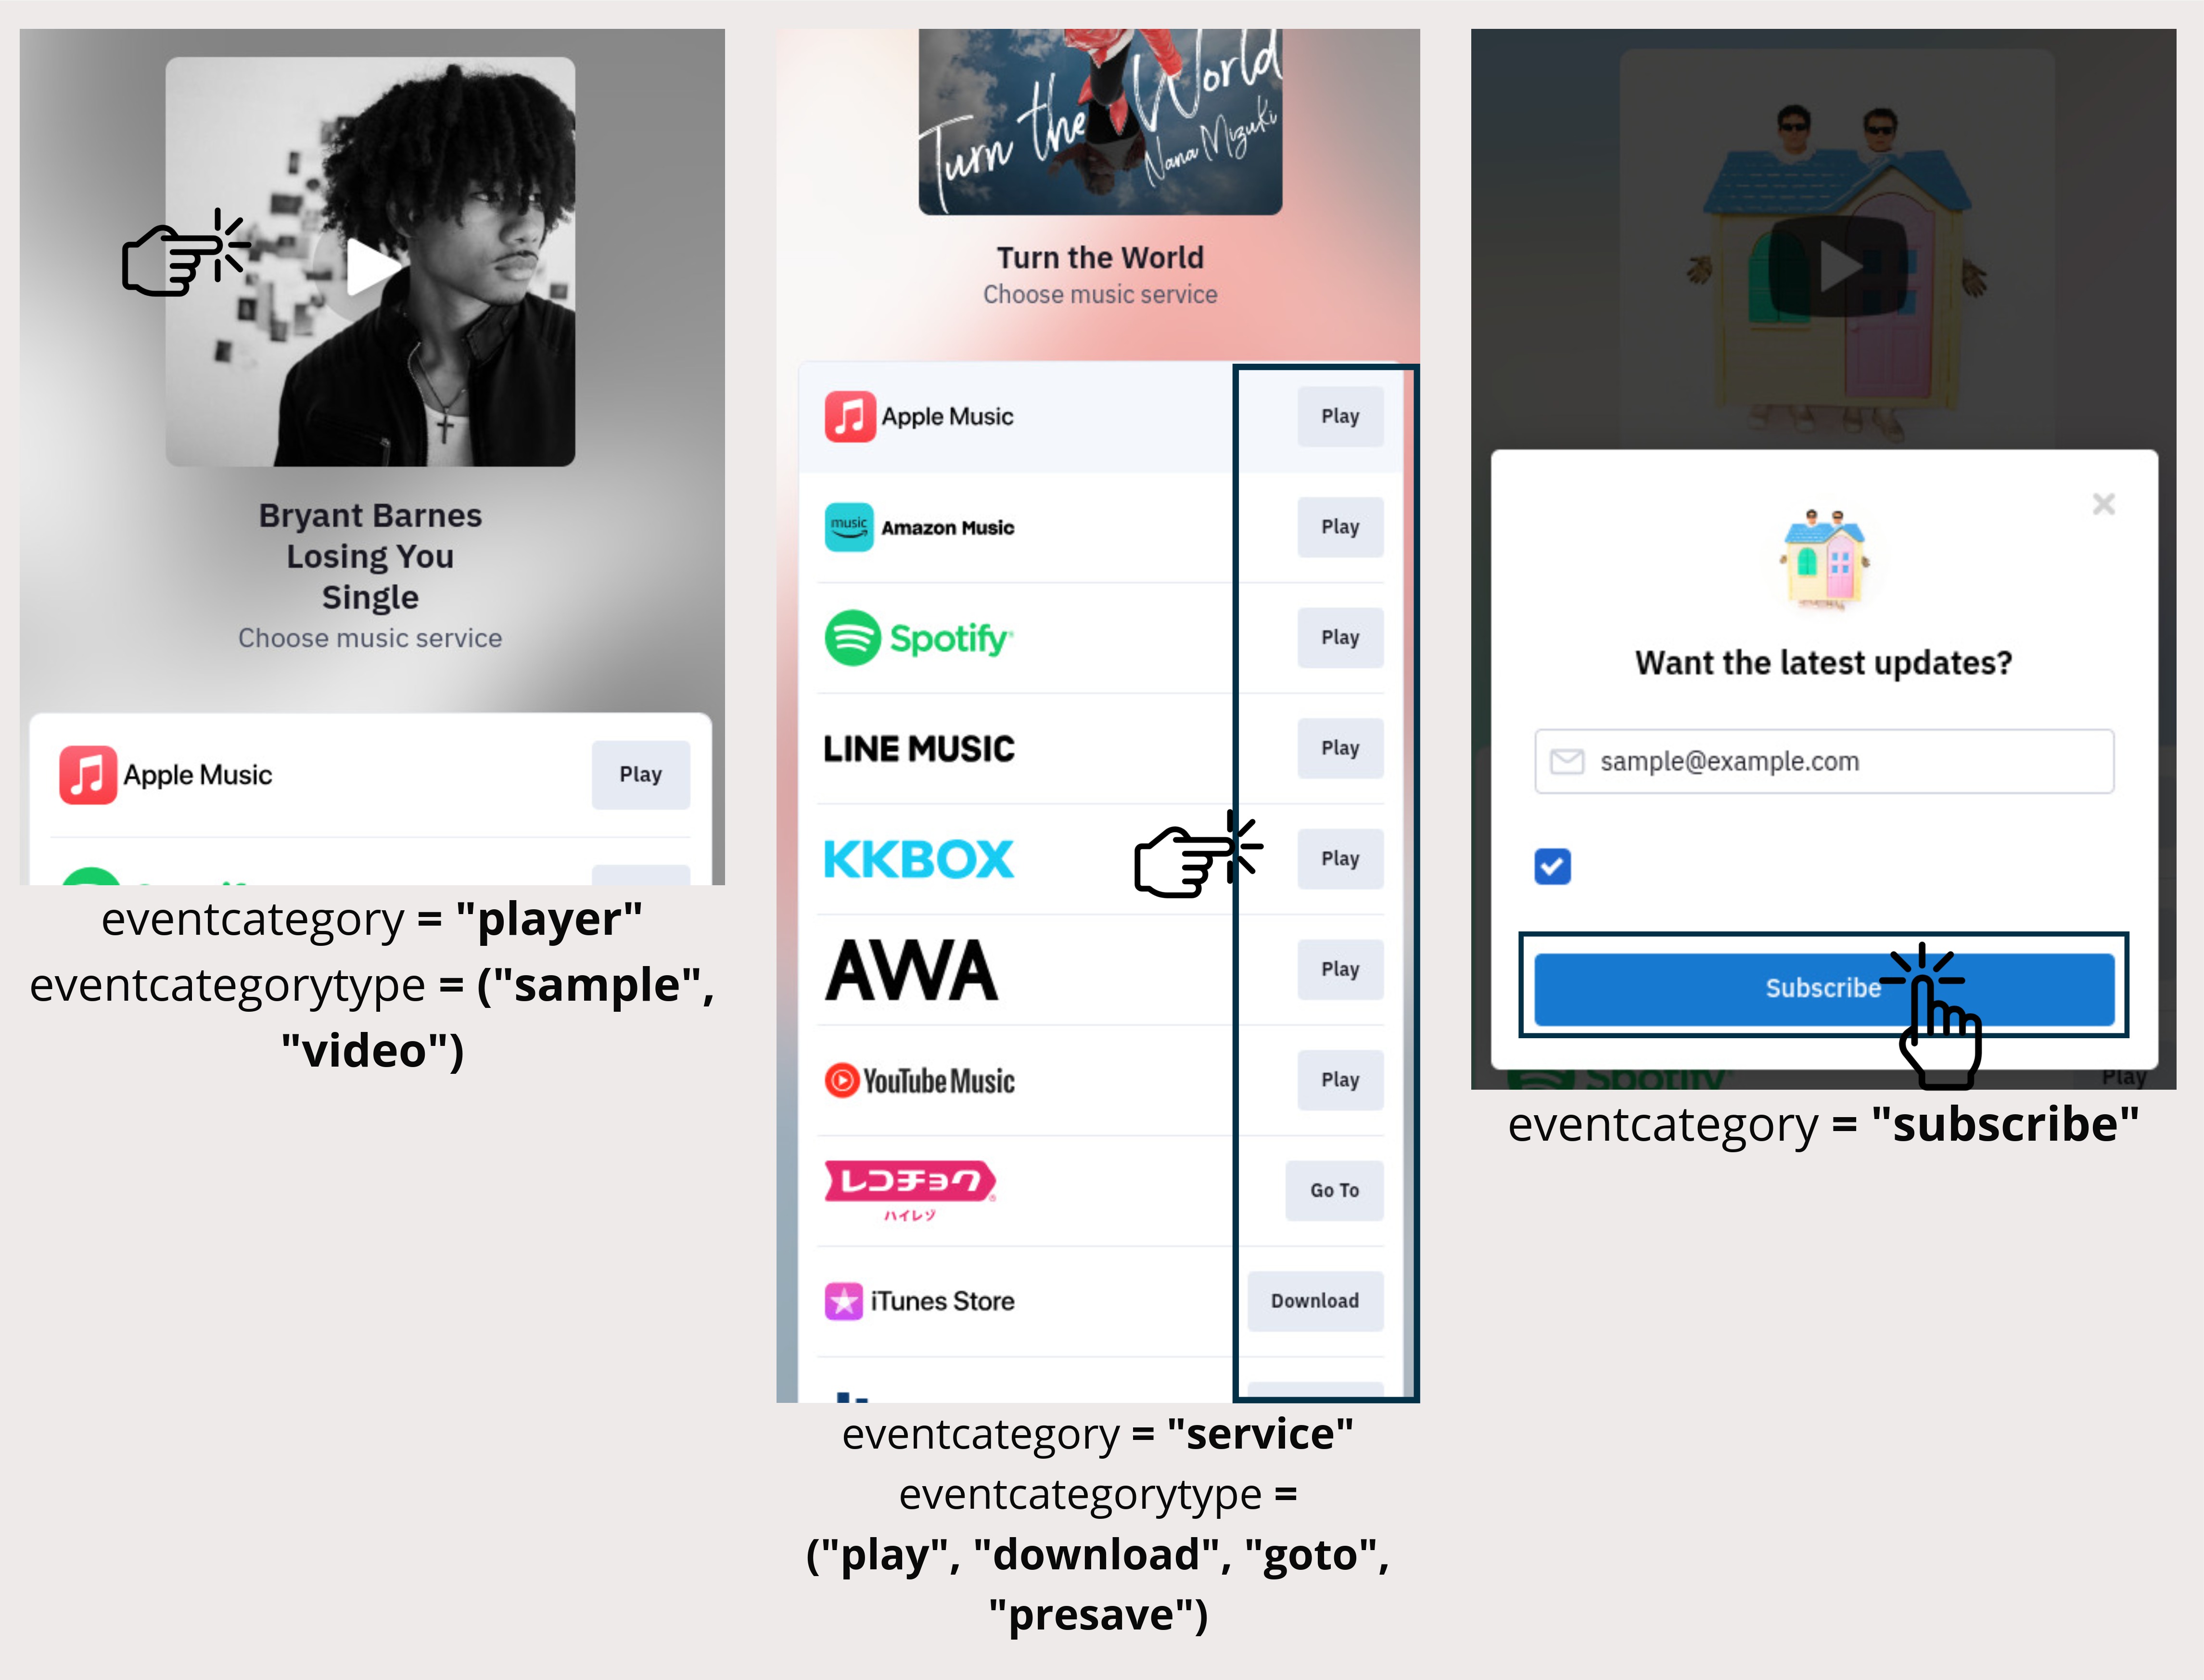 Bryant Barnes
Losing You
Single
Choose music service
Apple Music
Play
eventcategory = "player"
eventcategorytype = ("sample",
"video")
Turn the World
Nana Mizuki
Turn the World
Choose music service
Apple Music
Play
music
Amazon Music
Play
Spotify
Play
LINE MUSIC
Play
KKBOX
Play
AWA
Play
YouTube Music
Play
レコチョク
ハイレゾ
Go To
iTunes Store
Download
eventcategory = "service"
eventcategorytype =
("play", "download", "goto",
"presave")
Want the latest updates?
sample@example.com
Subscribe
Spotify
Play
eventcategory = "subscribe"